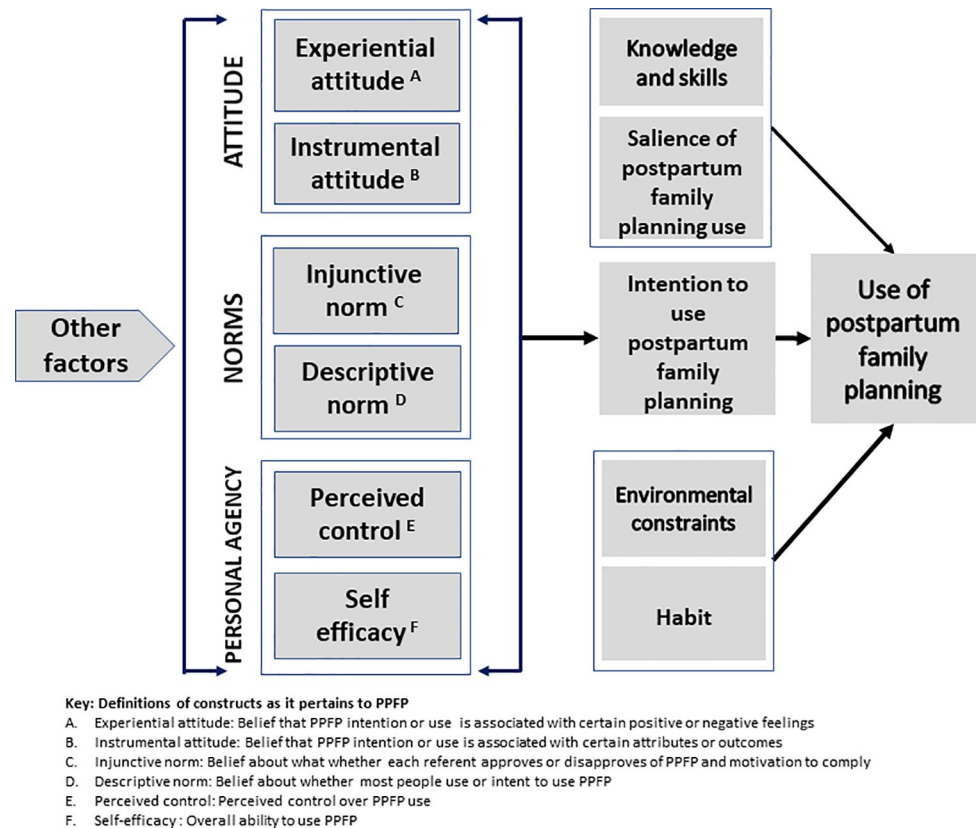 Other
factors
ATTITUDE
Experiential
attitude A
Instrumental
attitude B
NORMS
Injunctive
norm C
Descriptive
norm D
PERSONAL AGENCY
Perceived
control E
Self
efficacy F
Knowledge
and skills
Salience of
postpartum
family
planning use
Intention to
use
postpartum
family
planning
Environmental
constraints
Habit
Use of
postpartum
family
planning
Key: Definitions of constructs as it pertains to PPFP
A. Experiential attitude: Belief that PPFP intention or use is associated with certain positive or negative feelings
B. Instrumental attitude: Belief that PPFP intention or use is associated with certain attributes or outcomes
C. Injunctive norm: Belief about what whether each referent approves or disapproves of PPFP and motivation to comply
D. Descriptive norm: Belief about whether most people use or intent to use PPFP
E. Perceived control: Perceived control over PPFP use
F. Self-efficacy : Overall ability to use PPFP